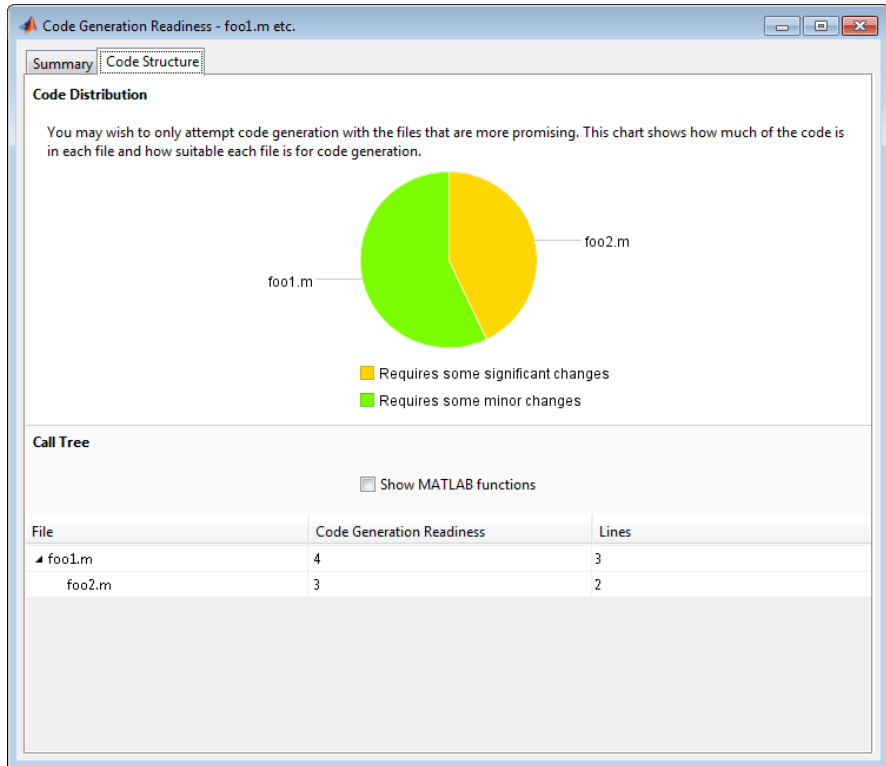 Code Generation Readiness - foo1.m etc.
Summary
Code Structure
Code Distribution
You may wish to only attempt code generation with the files that are more promising. This chart shows how much of the code is
in each file and how suitable each file is for code generation.
foo2.m
foo1.m
Requires some significant changes
Requires some minor changes
Call Tree
Show MATLAB functions
File Code Generation Readiness Lines
foo1.m 4 3
foo2.m 3 2